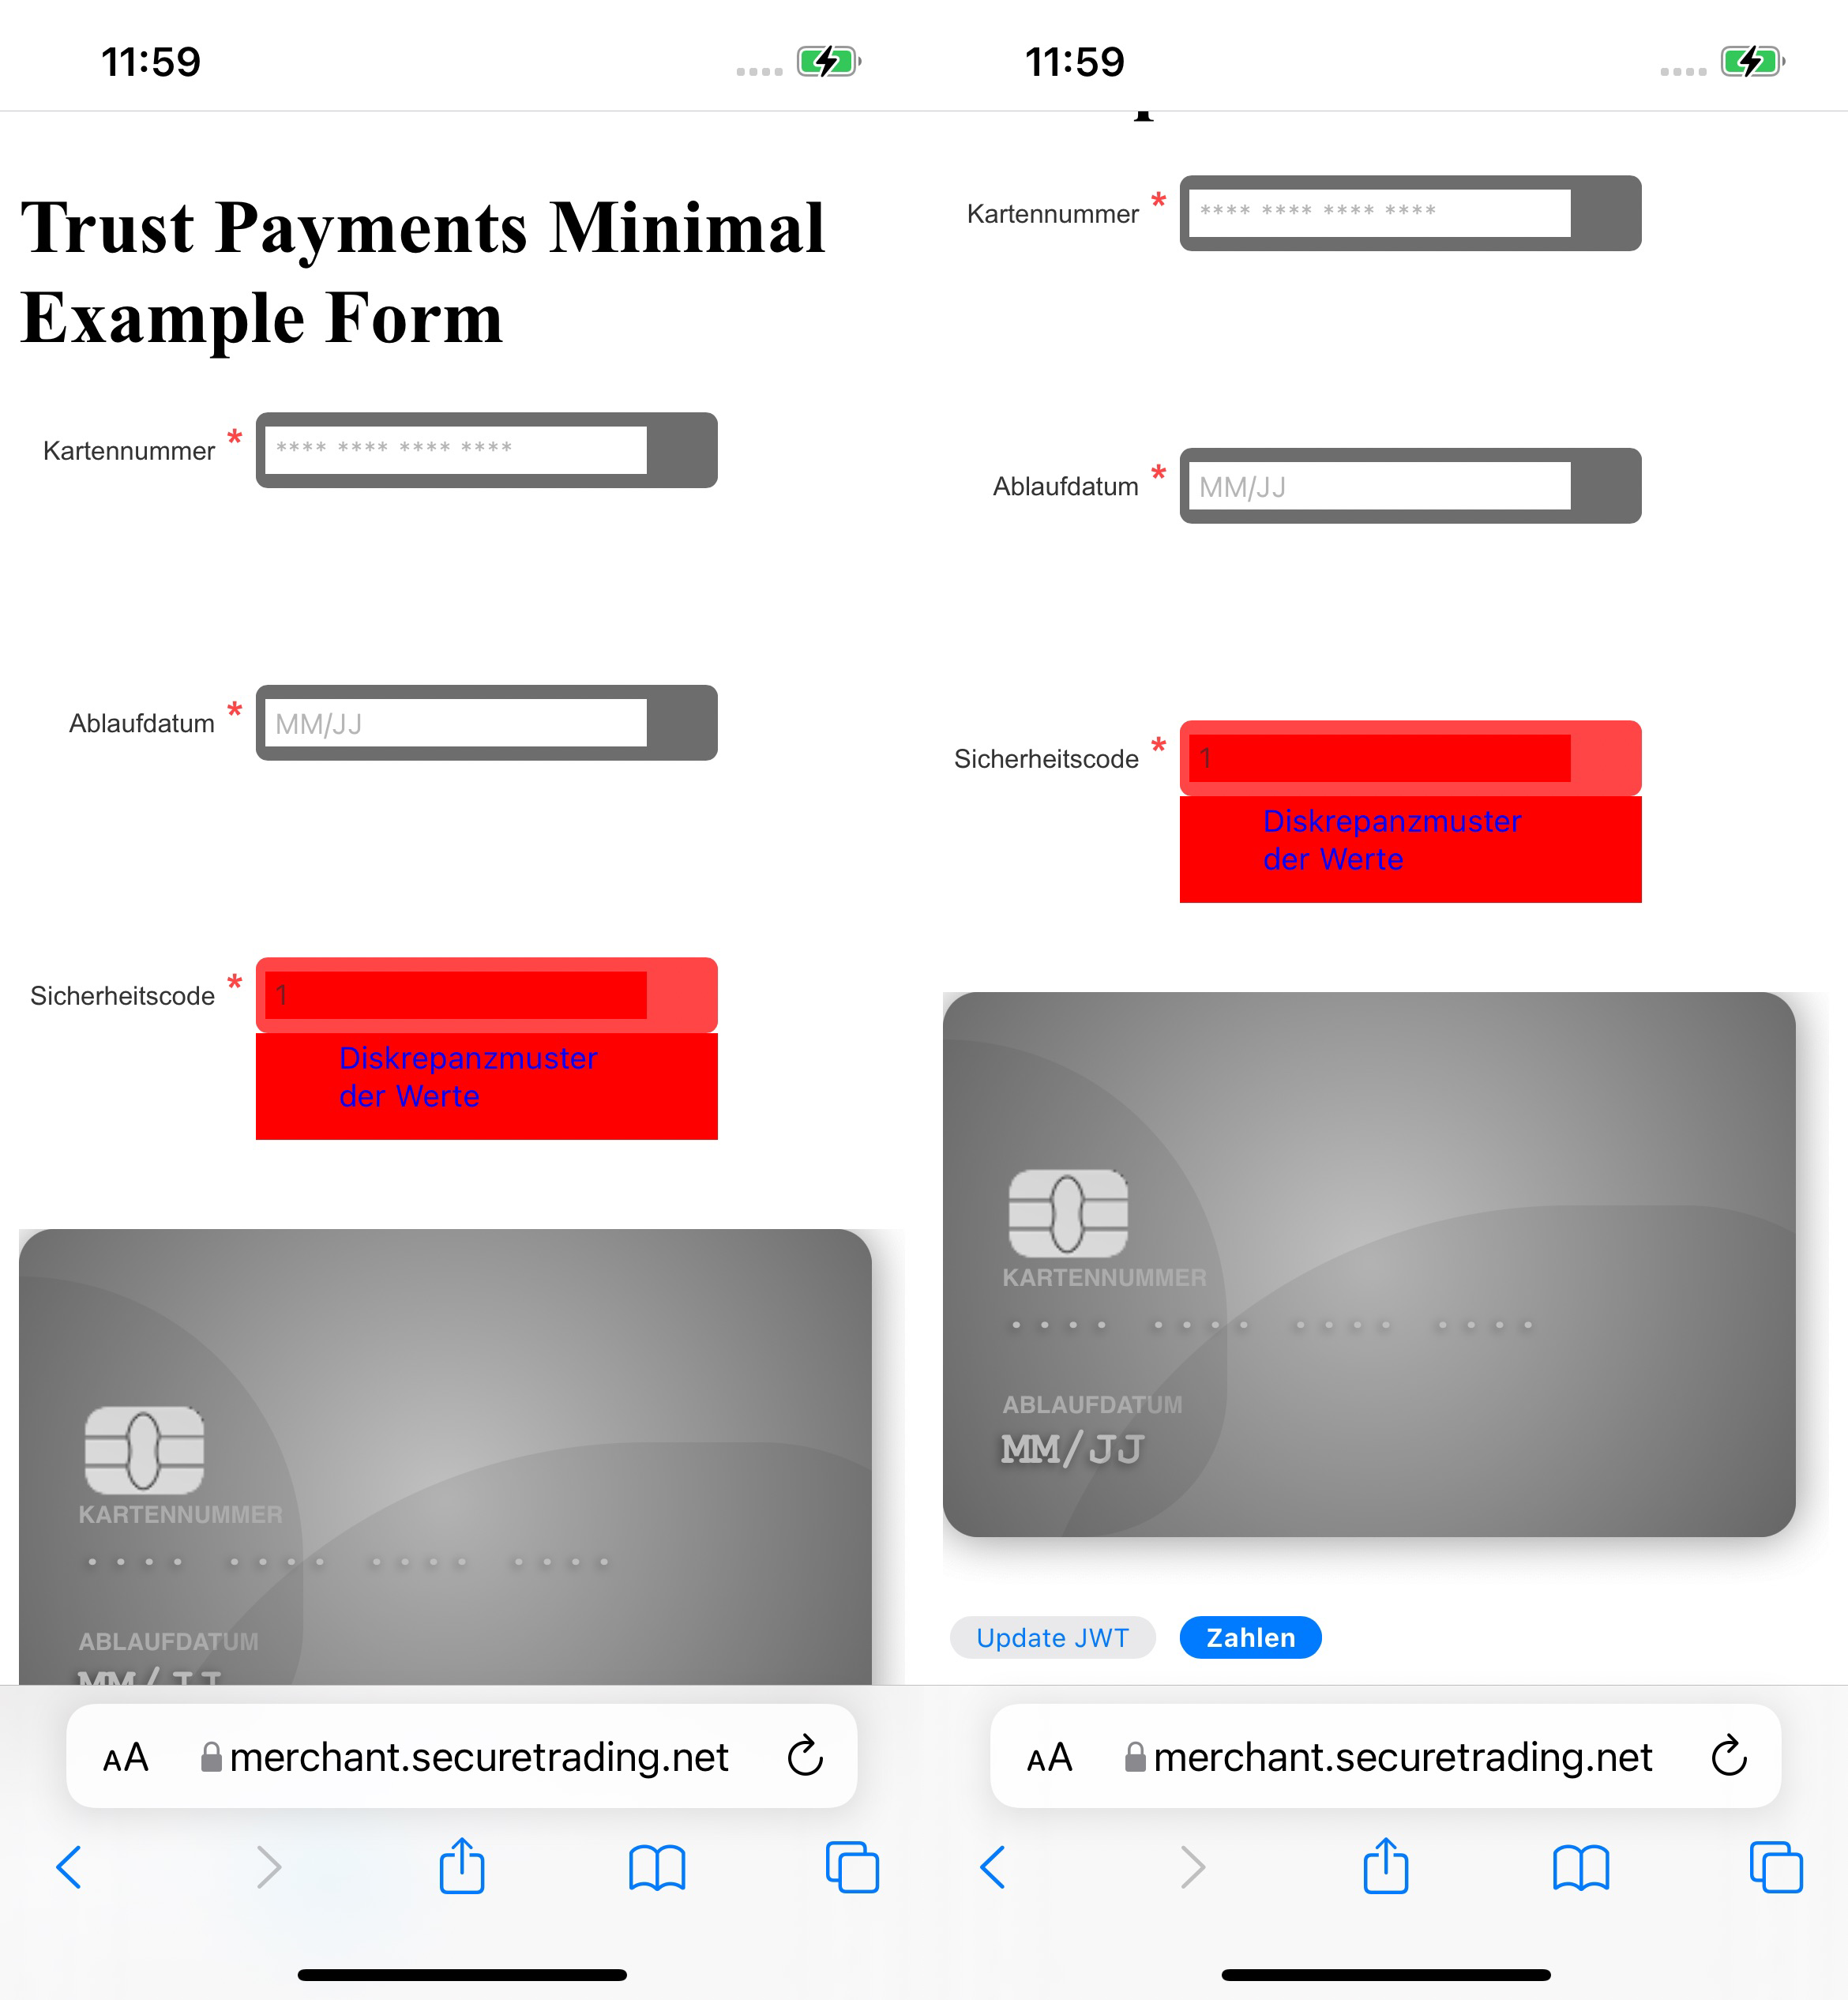 11:59
Trust Payments Minimal
Example Form
Kartennummer * **** **** **** ****
Ablaufdatum * MM/JJ
Sicherheitscode * 1
Diskrepanzmuster
der Werte
KARTENNUMMER
•••• •••• •••• ••••
ABLAUFDATUM
MM/JJ
AA merchant.securetrading.net
11:59
Kartennummer * **** **** **** ****
Ablaufdatum * MM/JJ
Sicherheitscode * 1
Diskrepanzmuster
der Werte
KARTENNUMMER
•••• •••• •••• ••••
ABLAUFDATUM
MM/JJ
Update JWT Zahlen
AA merchant.securetrading.net